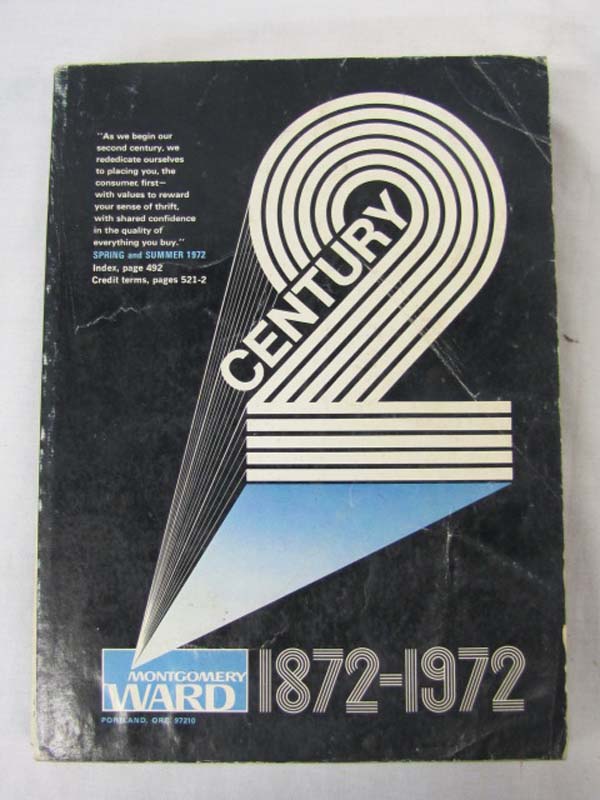 "As we begin our
second century, we
rededicate ourselves
to placing you, the
consumer, first—
with values to reward
your sense of thrift,
with shared confidence
in the quality of
everything you buy."
SPRING and SUMMER 1972
Index, page 492
Credit terms, pages 521-2
2
CENTURY
MONTGOMERY
WARD
1872-1972
PORTLAND, ORE. 97210